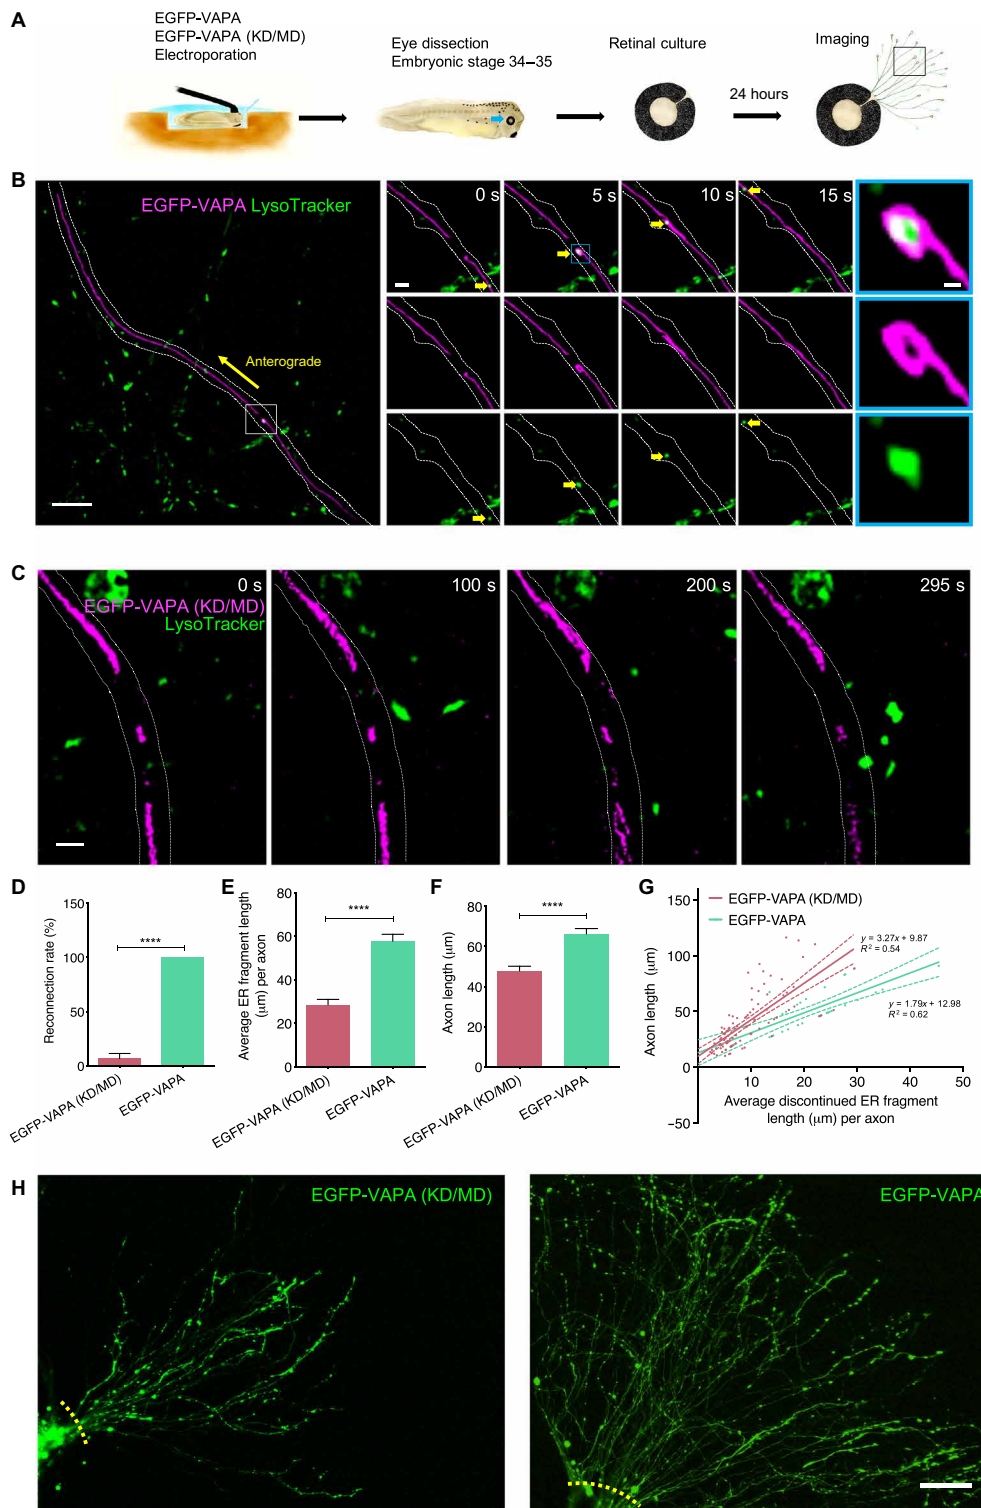 A
EGFP-VAPA
EGFP-VAPA (KD/MD)
Electroporation
Eye dissection
Embryonic stage 34–35
Retinal culture
24 hours
Imaging
B
EGFP-VAPA LysoTracker
Anterograde
0 s
5 s
10 s
15 s
C
EGFP-VAPA (KD/MD)
LysoTracker
0 s
100 s
200 s
295 s
D
Reconnection rate (%)
150
100
50
0
****
EGFP-VAPA (KD/MD)
EGFP-VAPA
E
Average ER fragment length
(μm) per axon
80
60
40
20
0
****
EGFP-VAPA (KD/MD)
EGFP-VAPA
F
Axon length (μm)
80
60
40
20
0
****
EGFP-VAPA (KD/MD)
EGFP-VAPA
G
Axon length (μm)
150
100
50
0
−50
EGFP-VAPA (KD/MD)
EGFP-VAPA
y = 3.27x + 9.87
R² = 0.54
y = 1.79x + 12.98
R² = 0.62
10
20
30
40
50
Average discontinued ER fragment
length (μm) per axon
H
EGFP-VAPA (KD/MD)
EGFP-VAPA